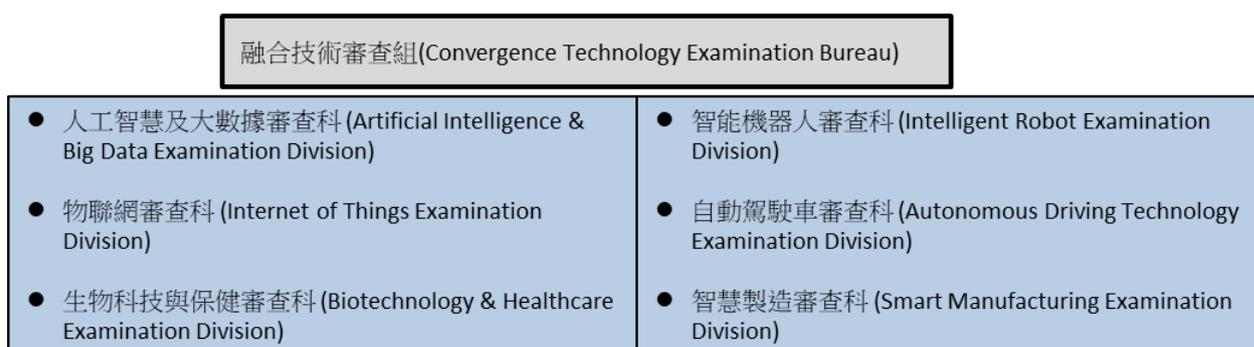 融合技術審查組(Convergence Technology Examination Bureau)
● 人工智慧及大數據審查科 (Artificial Intelligence &
Big Data Examination Division)
● 物聯網審查科 (Internet of Things Examination
Division)
● 生物科技與保健審查科 (Biotechnology & Healthcare
Examination Division)
● 智能機器人審查科 (Intelligent Robot Examination
Division)
● 自動駕駛車審查科 (Autonomous Driving Technology
Examination Division)
● 智慧製造審查科 (Smart Manufacturing Examination
Division)